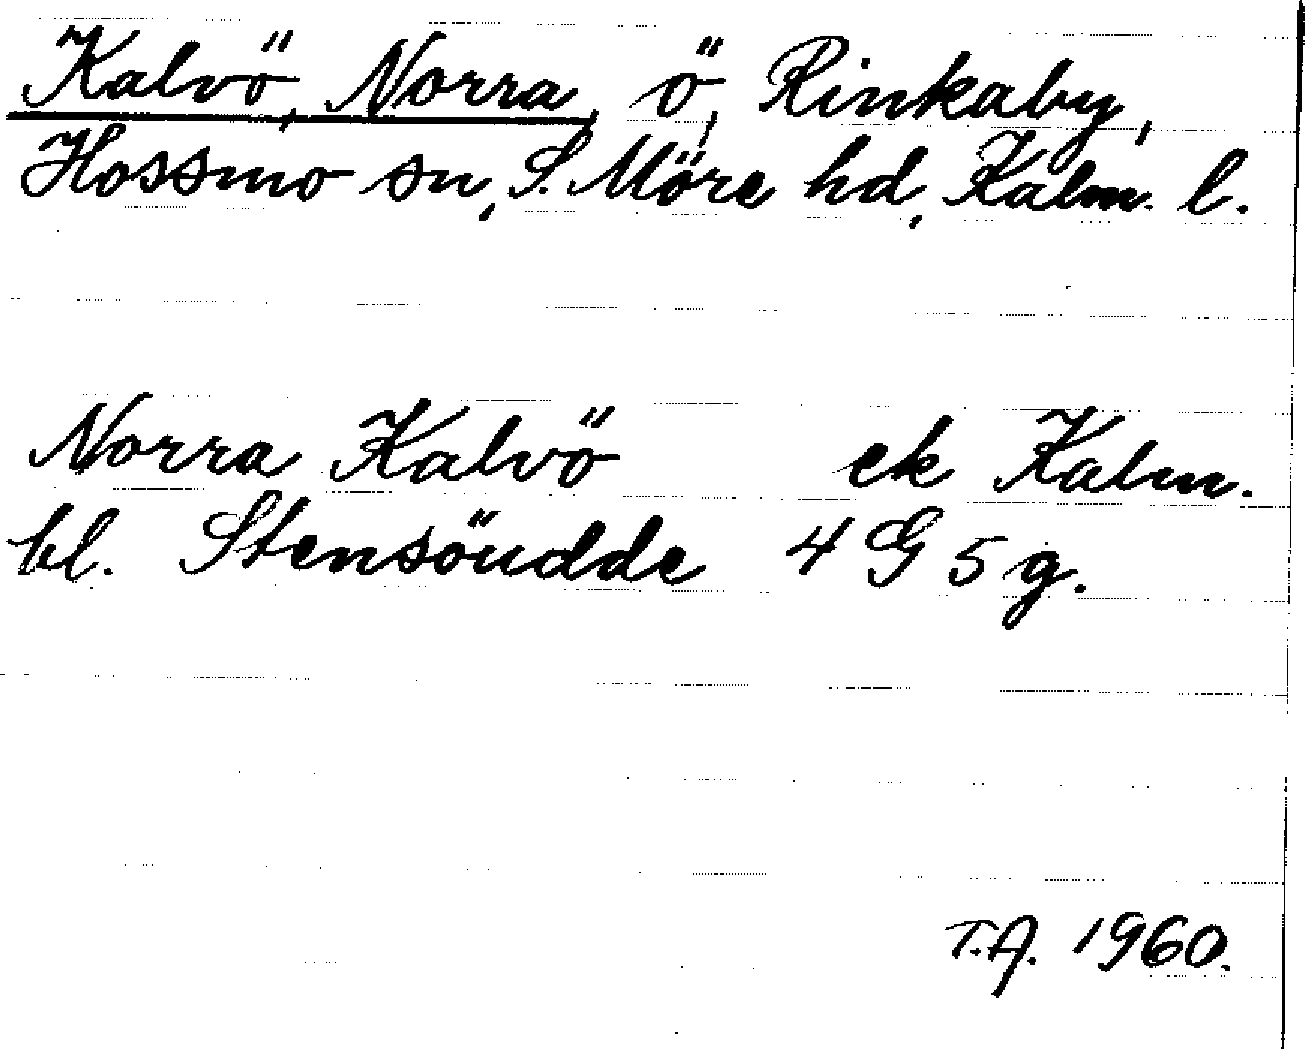 Kalvö, Norra, ö, Rinkaby,
Hossmo sn, S. Möre hd, Kalm. l.
Norra Kalvö ek Kalm.
bl. Stensöudde 4 G 5 g.
T.A. 1960.